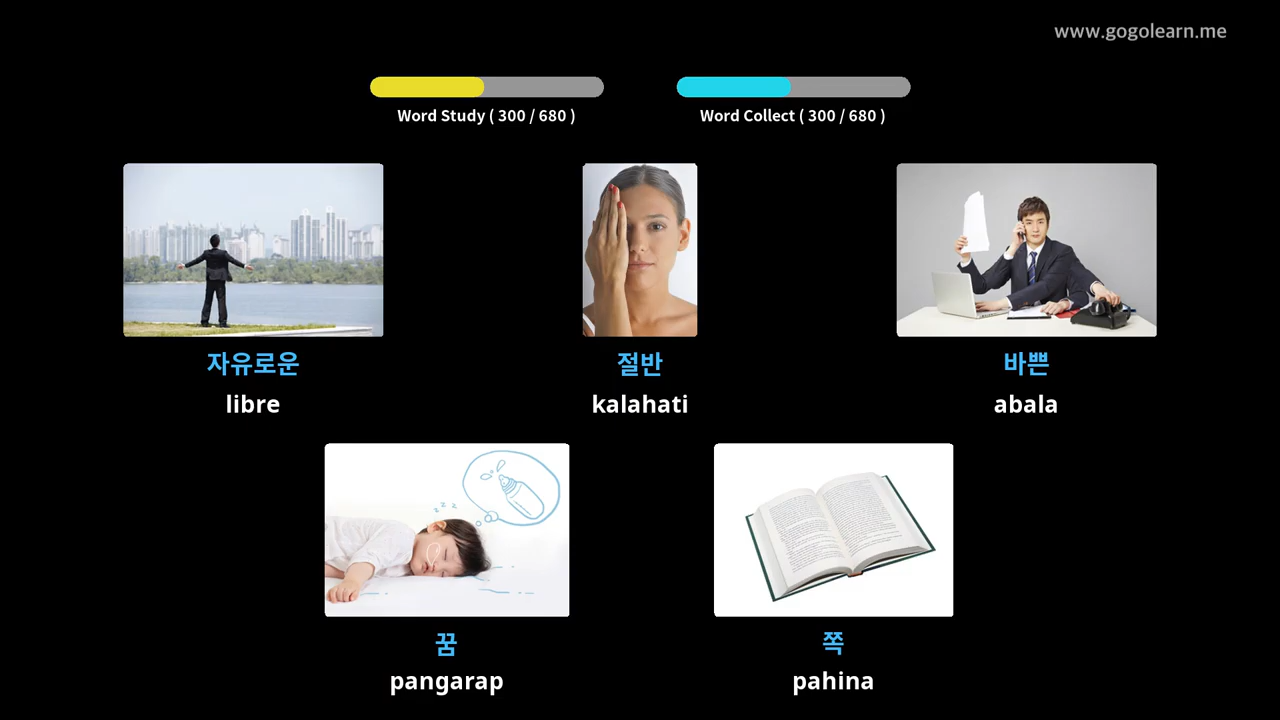 www.gogolearn.me
Word Study ( 300 / 680 )
Word Collect ( 300 / 680 )
자유로운
libre
절반
kalahati
바쁜
abala
꿈
pangarap
쪽
pahina